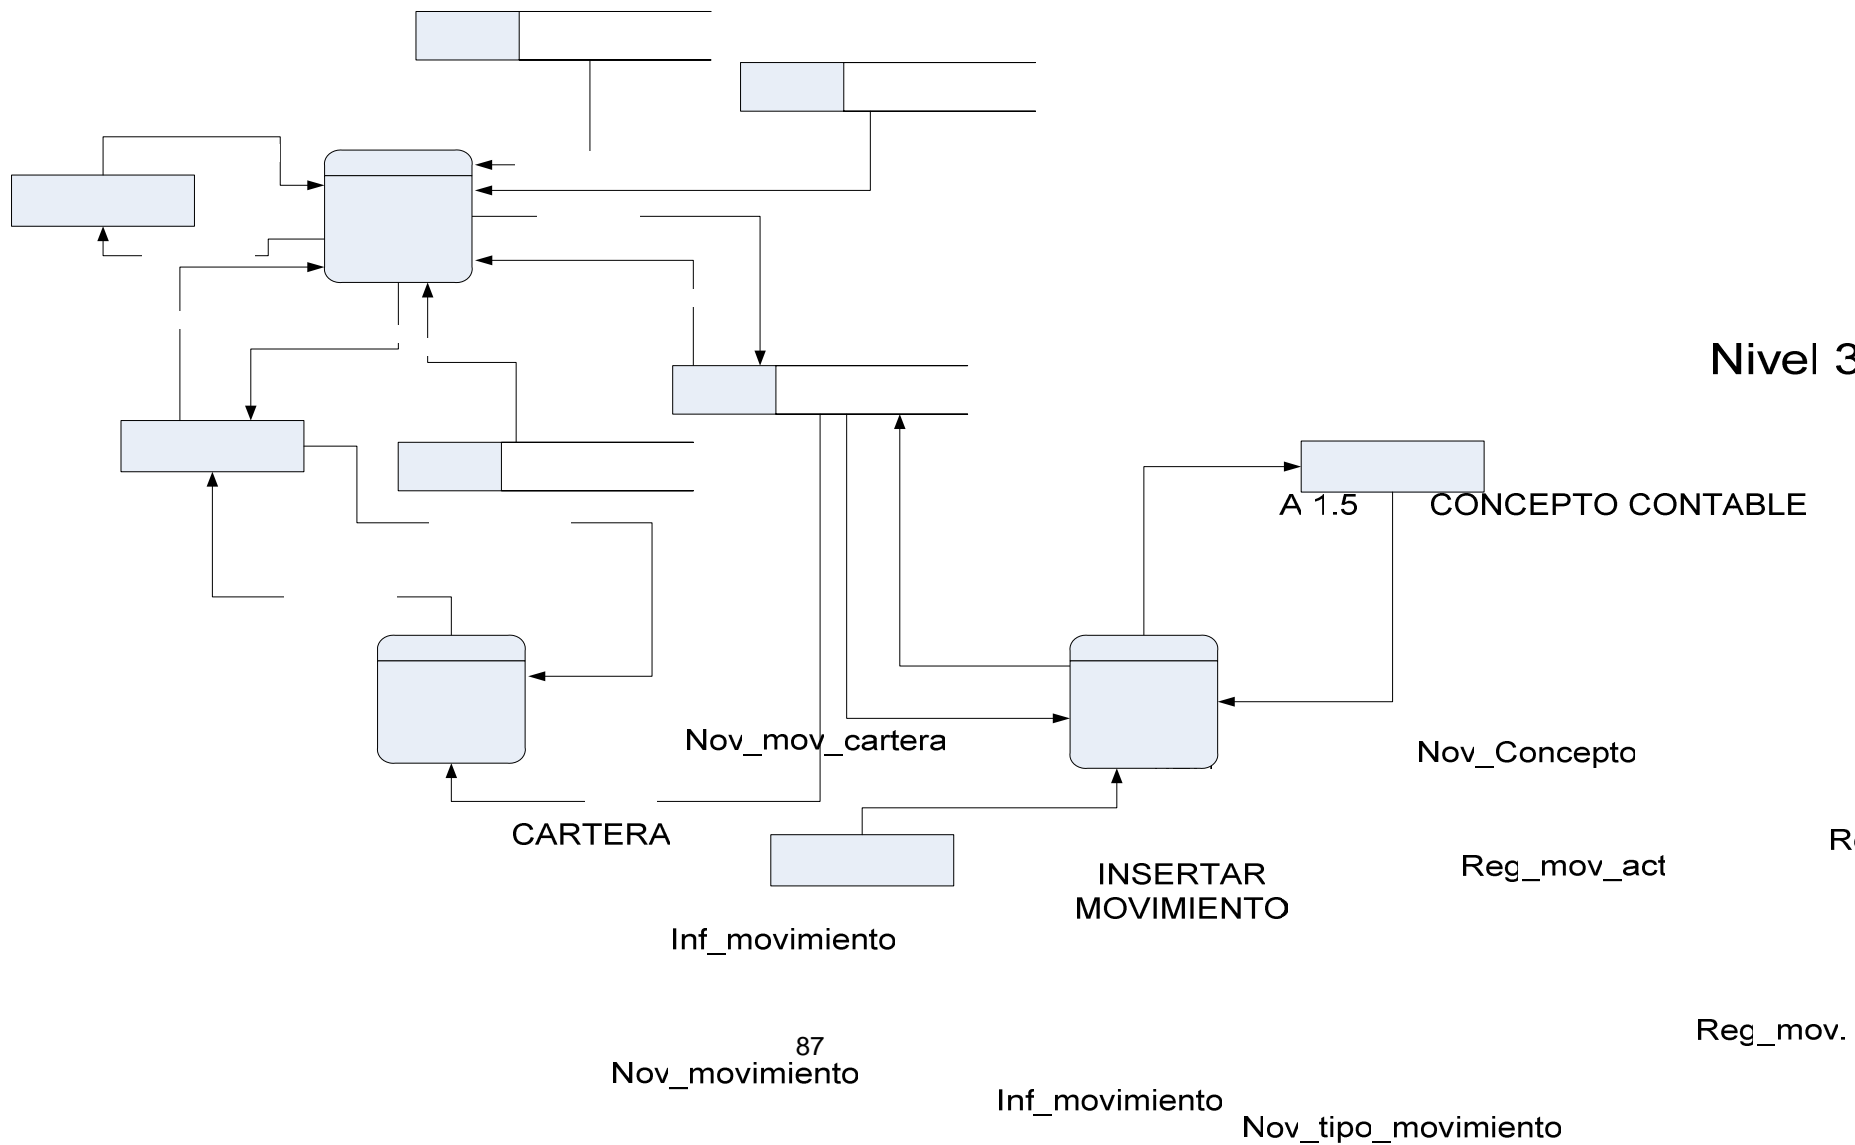 Nivel 3
A 1.5 CONCEPTO CONTABLE
Nov_mov_cartera
Nov_Concepto
CARTERA
Reg_mov_act
INSERTAR
MOVIMIENTO
Inf_movimiento
Reg_mov.
87
Nov_movimiento
Inf_movimiento
Nov_tipo_movimiento